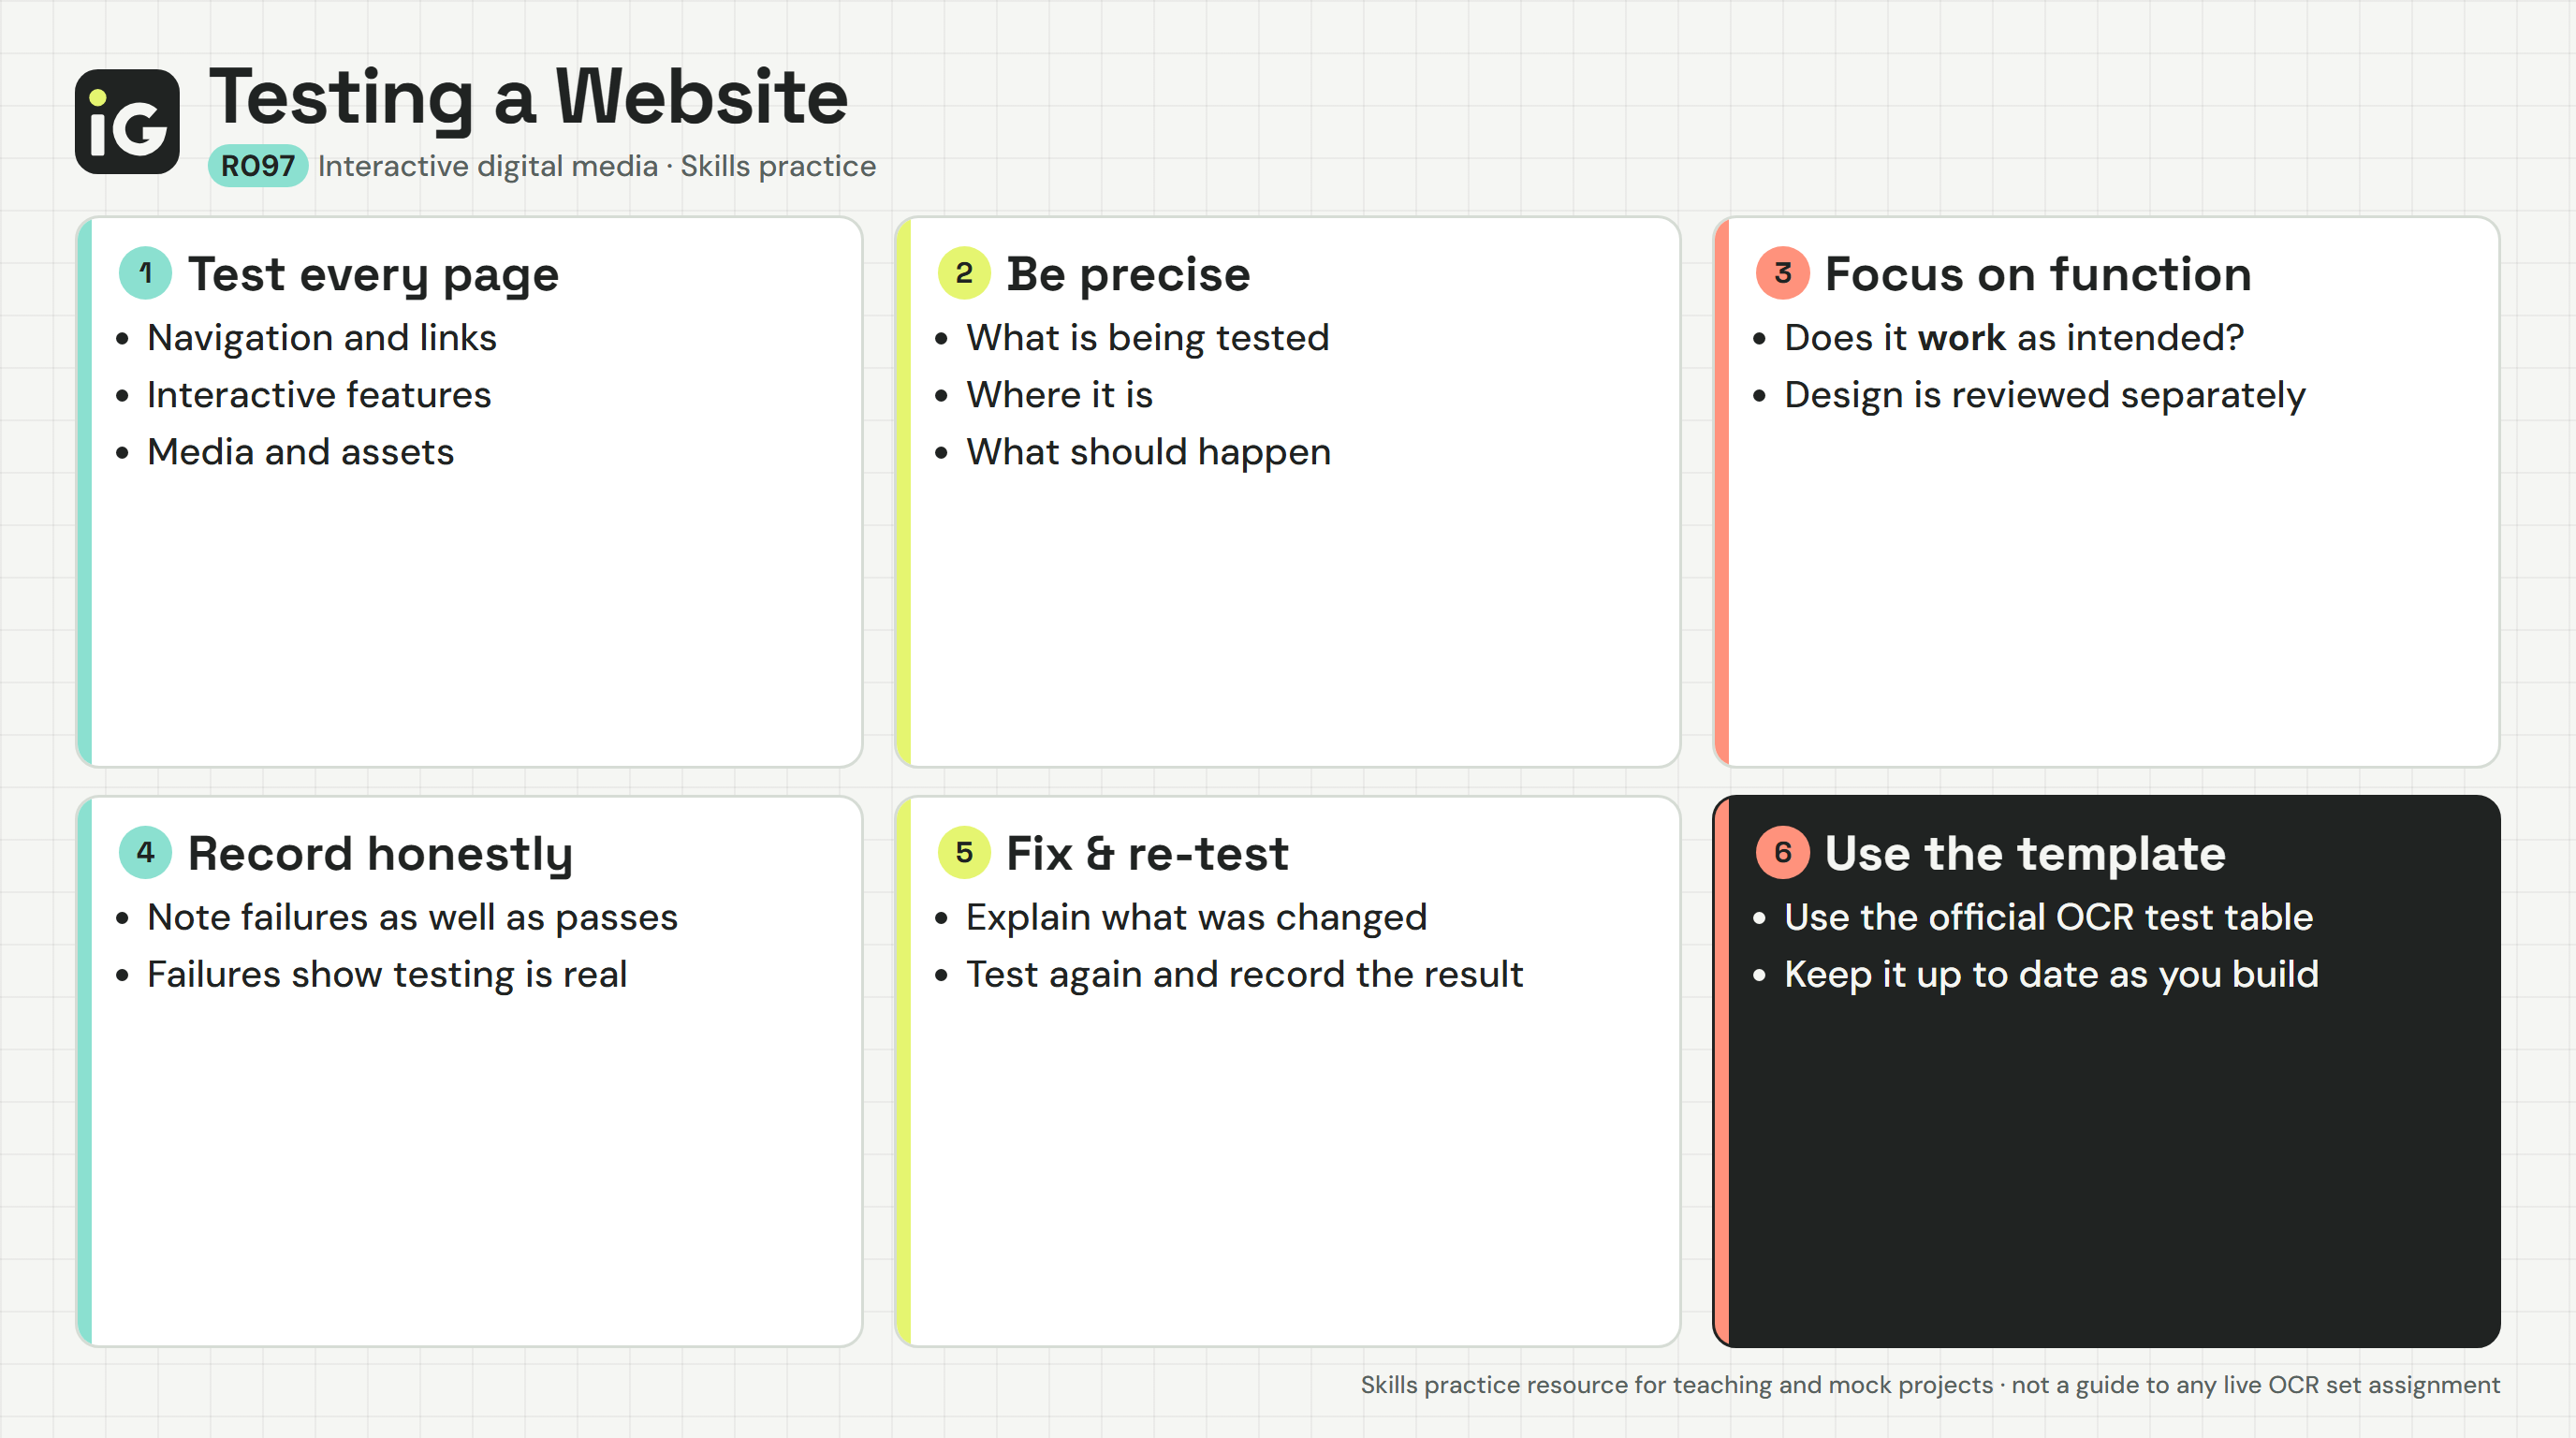 iG
Testing a Website
R097 Interactive digital media · Skills practice
1 Test every page
• Navigation and links
• Interactive features
• Media and assets
2 Be precise
• What is being tested
• Where it is
• What should happen
3 Focus on function
• Does it work as intended?
• Design is reviewed separately
4 Record honestly
• Note failures as well as passes
• Failures show testing is real
5 Fix & re-test
• Explain what was changed
• Test again and record the result
6 Use the template
• Use the official OCR test table
• Keep it up to date as you build
Skills practice resource for teaching and mock projects · not a guide to any live OCR set assignment